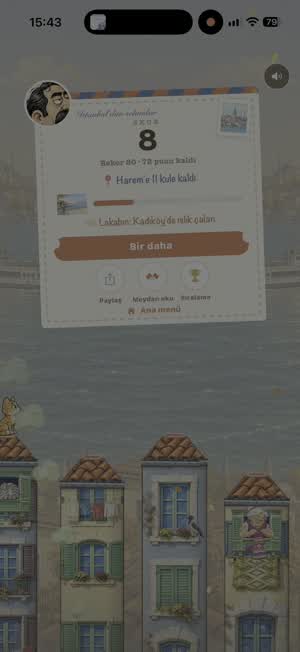 15:43
79
İstanbul'dan selamlar
SKOR
8
Rekor 80 · 72 puan kaldı
Harem'e 11 kule kaldı
Lakabın: Kadıköy'de ıslık çalan
Bir daha
Paylaş
Meydan oku
Sıralama
Ana menü